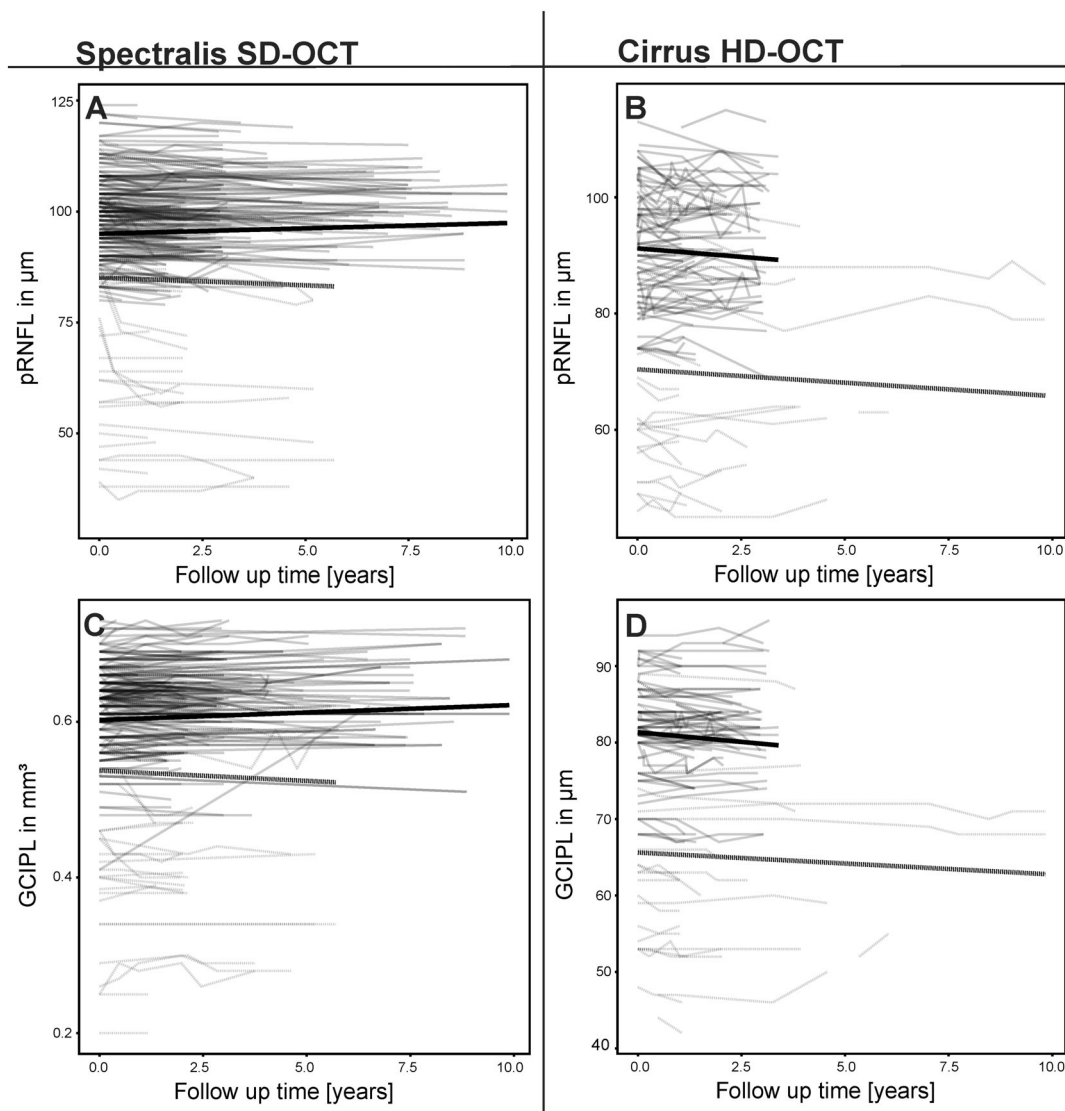 Spectralis SD-OCT
Cirrus HD-OCT
A
pRNFL in µm
125
100
75
50
0.0 2.5 5.0 7.5 10.0
Follow up time [years]
B
pRNFL in µm
100
80
60
0.0 2.5 5.0 7.5 10.0
Follow up time [years]
C
GCIPL in mm³
0.6
0.4
0.2
0.0 2.5 5.0 7.5 10.0
Follow up time [years]
D
GCIPL in µm
90
80
70
60
50
40
0.0 2.5 5.0 7.5 10.0
Follow up time [years]